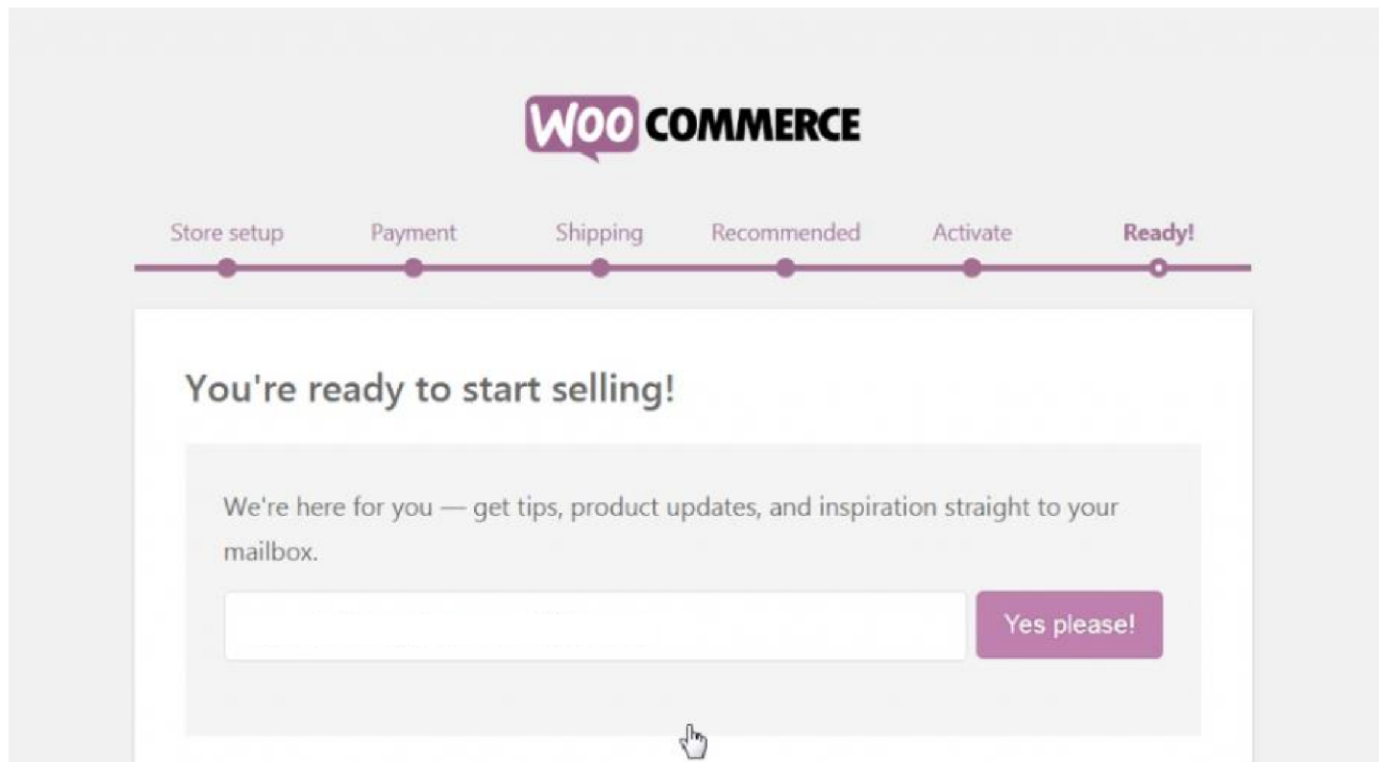 WOO COMMERCE
Store setup Payment Shipping Recommended Activate Ready!
You're ready to start selling!
We're here for you — get tips, product updates, and inspiration straight to your
mailbox.
Yes please!